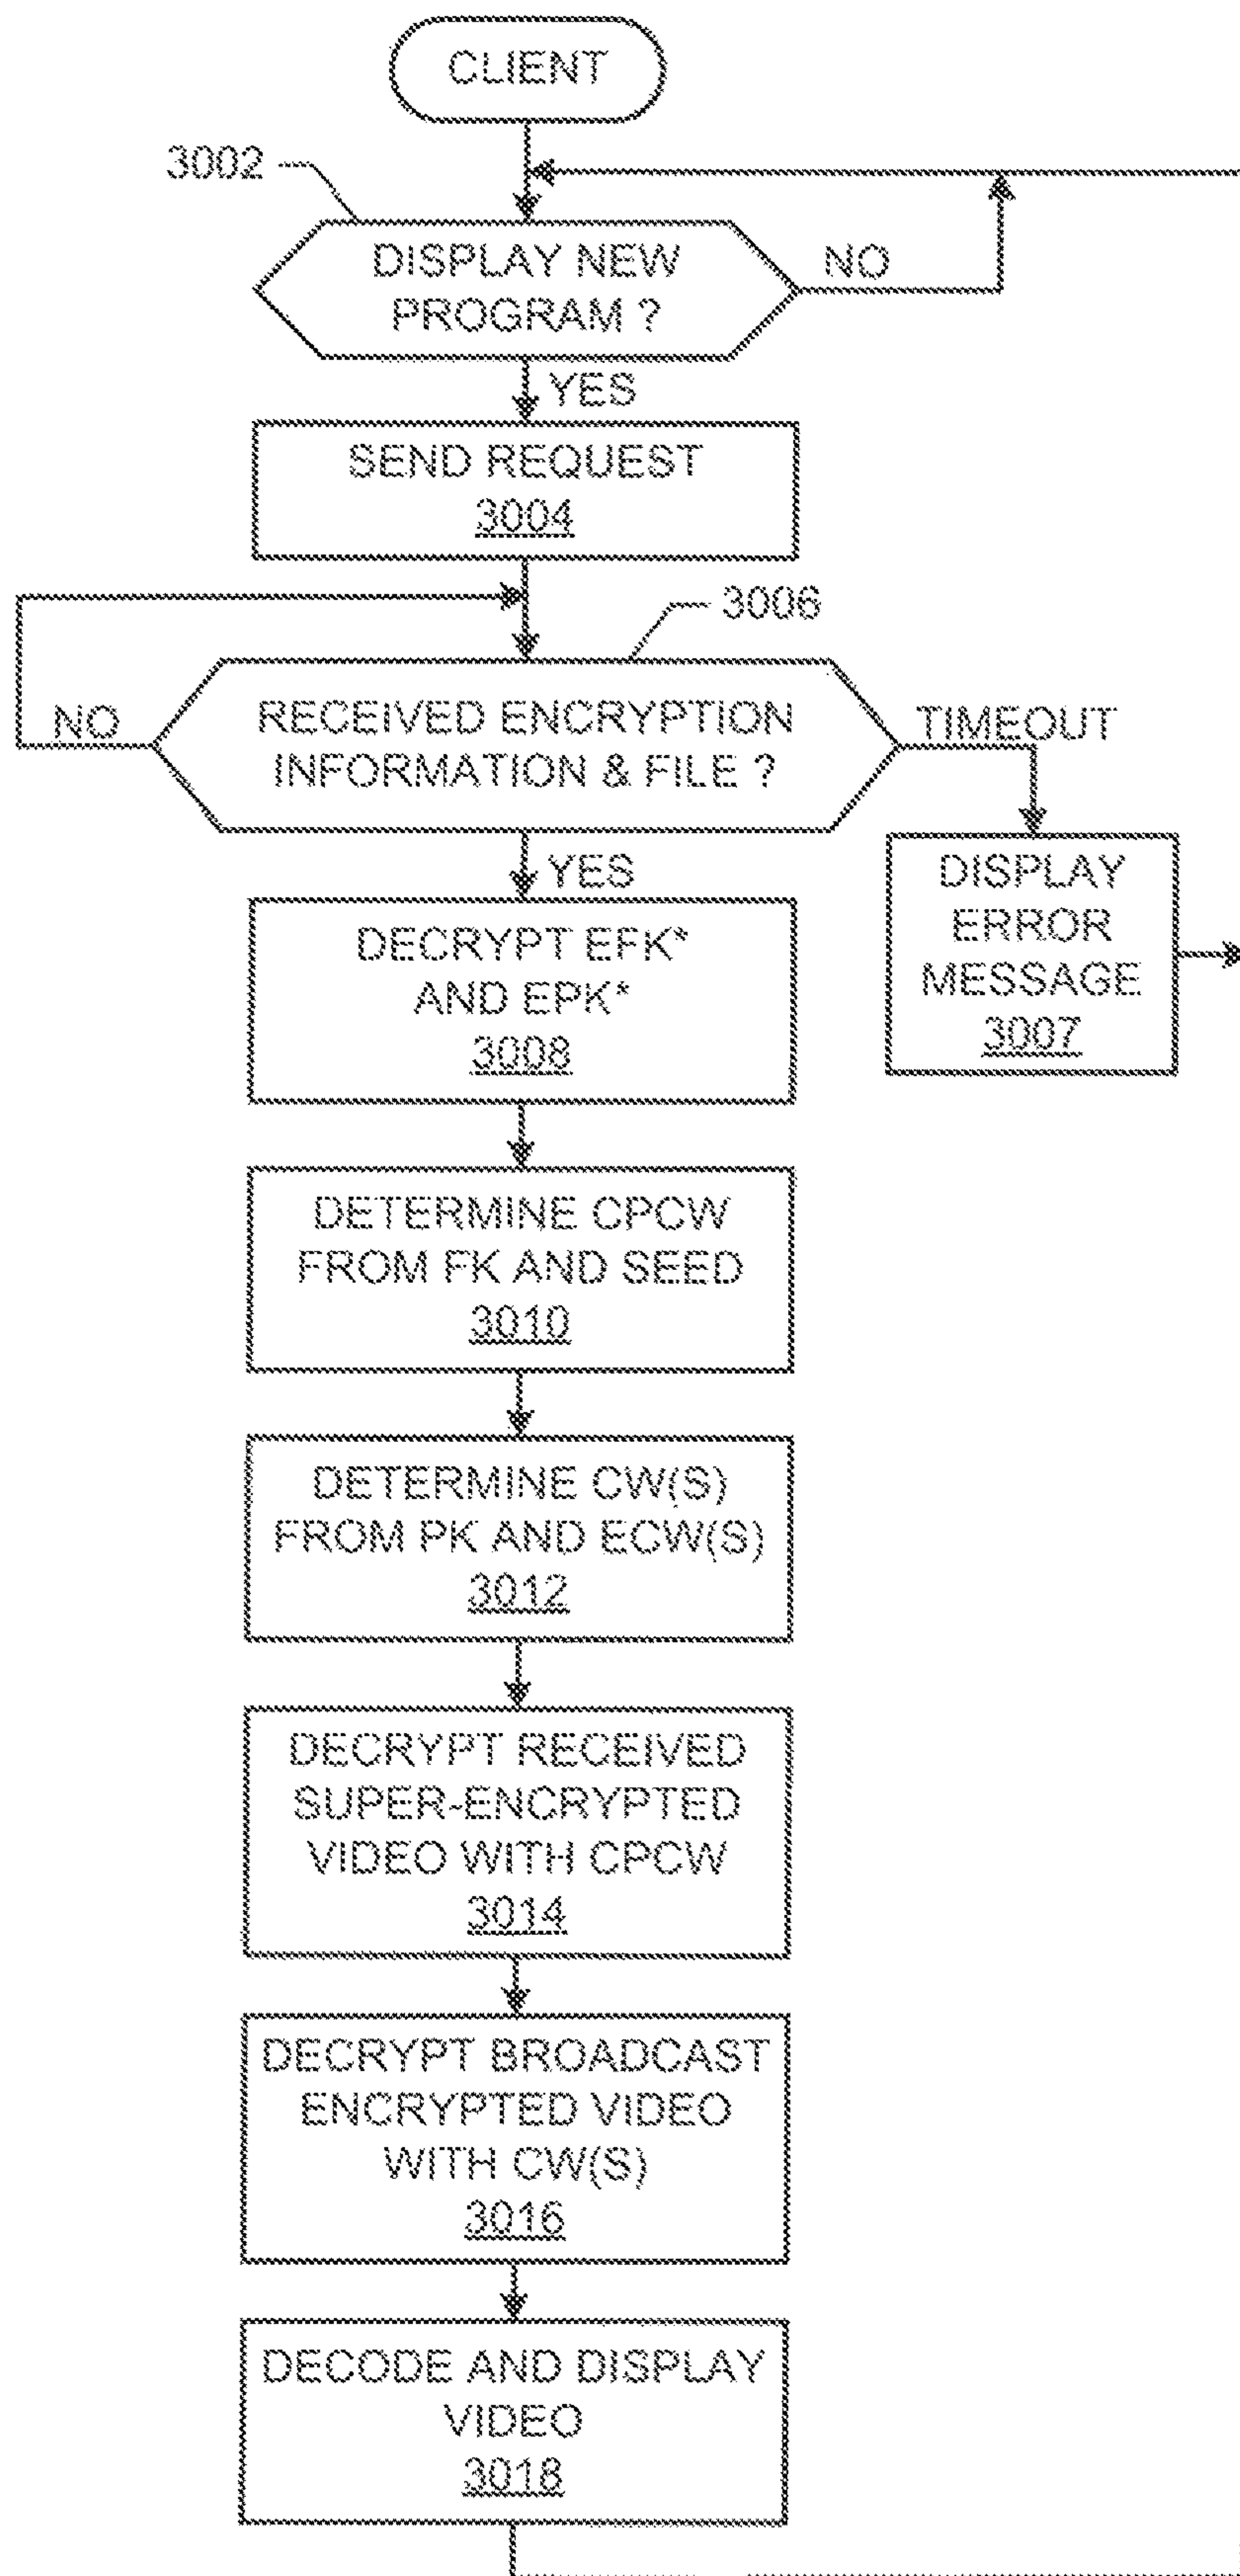 CLIENT
3002
DISPLAY NEW
PROGRAM ?
NO
YES
SEND REQUEST
3004
3006
NO
RECEIVED ENCRYPTION
INFORMATION & FILE ?
TIMEOUT
YES
DISPLAY
ERROR
MESSAGE
3007
DECRYPT EFK*
AND EPK*
3008
DETERMINE CPCW
FROM FK AND SEED
3010
DETERMINE CW(S)
FROM PK AND ECW(S)
3012
DECRYPT RECEIVED
SUPER-ENCRYPTED
VIDEO WITH CPCW
3014
DECRYPT BROADCAST
ENCRYPTED VIDEO
WITH CW(S)
3016
DECODE AND DISPLAY
VIDEO
3018